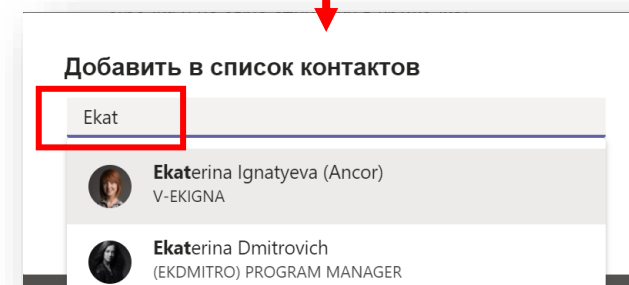 Добавить в список контактов
Ekat
Ekaterina Ignatyeva (Ancor)
V-EKIGNA
Ekaterina Dmitrovich
(EKDMITRO) PROGRAM MANAGER